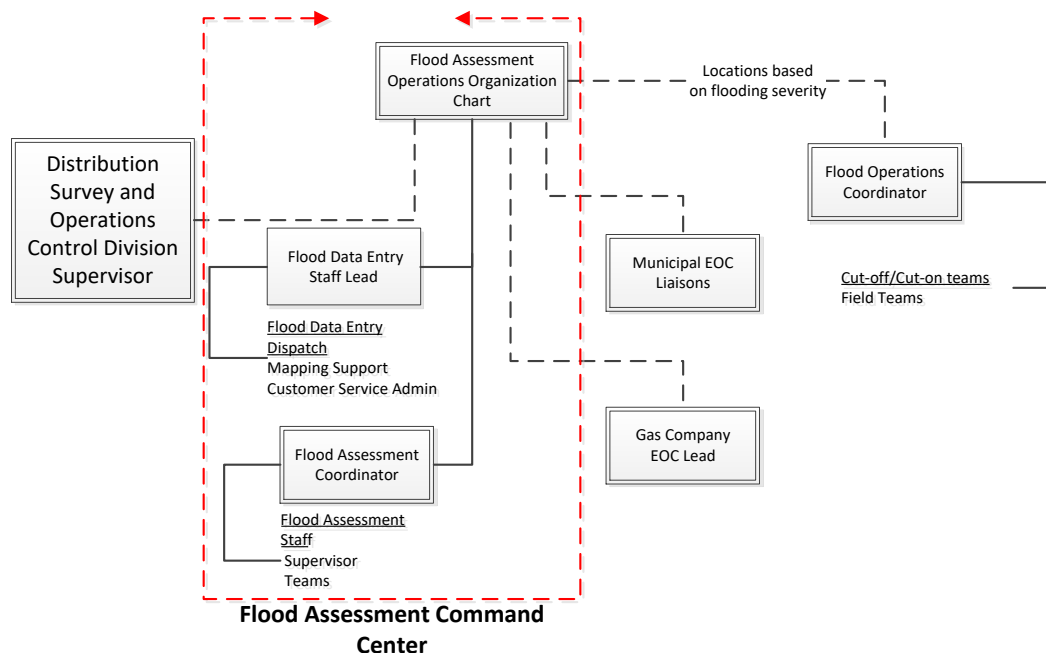 Flood Assessment
Operations Organization
Chart
Locations based
on flooding severity
Distribution
Survey and
Operations
Control Division
Supervisor
Flood Operations
Coordinator
Flood Data Entry
Staff Lead
Municipal EOC
Liaisons
Cut-off/Cut-on teams
Field Teams
Flood Data Entry
Dispatch
Mapping Support
Customer Service Admin
Gas Company
EOC Lead
Flood Assessment
Coordinator
Flood Assessment
Staff
Supervisor
Teams
Flood Assessment Command
Center